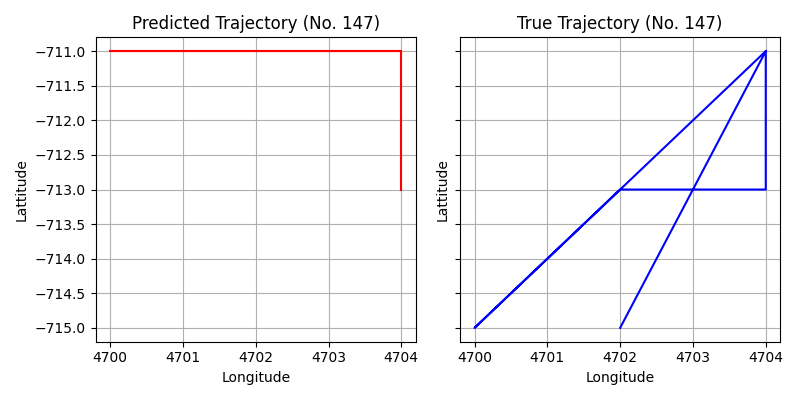 Predicted Trajectory (No. 147)
−711.0
−711.5
−712.0
−712.5
−713.0
−713.5
−714.0
−714.5
−715.0
Lattitude
4700 4701 4702 4703 4704
Longitude
True Trajectory (No. 147)
Lattitude
4700 4701 4702 4703 4704
Longitude